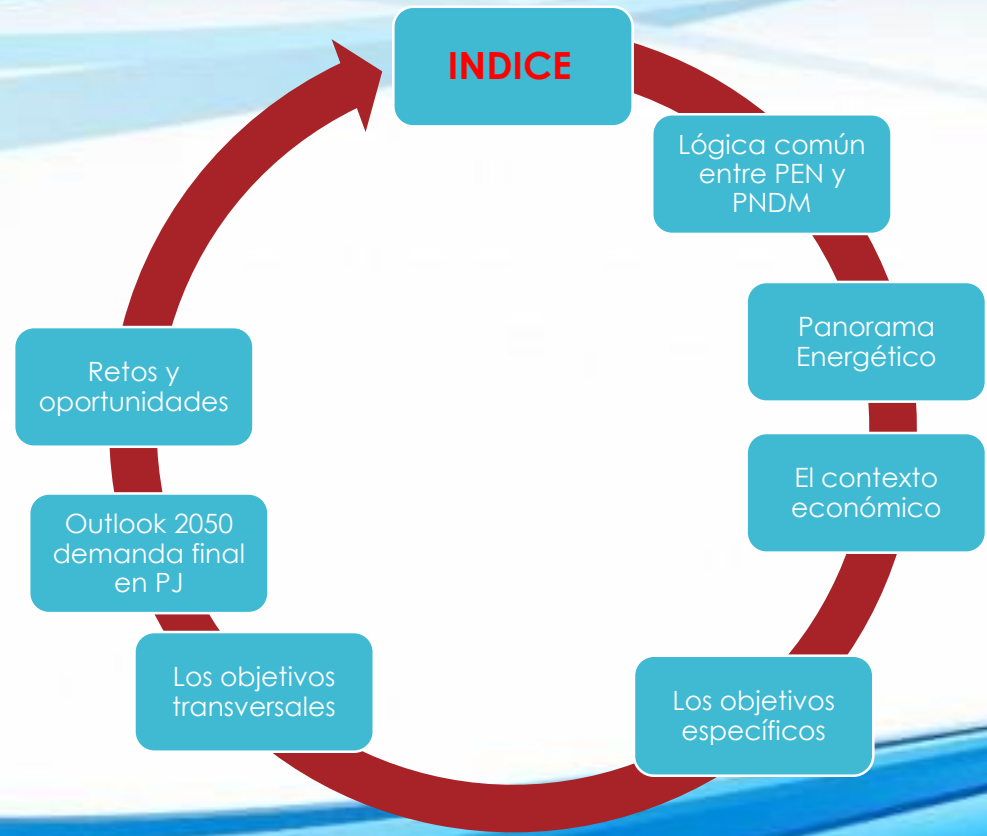 INDICE
Lógica común
entre PEN y
PNDM
Panorama
Energético
El contexto
económico
Los objetivos
específicos
Los objetivos
transversales
Outlook 2050
demanda final
en PJ
Retos y
oportunidades